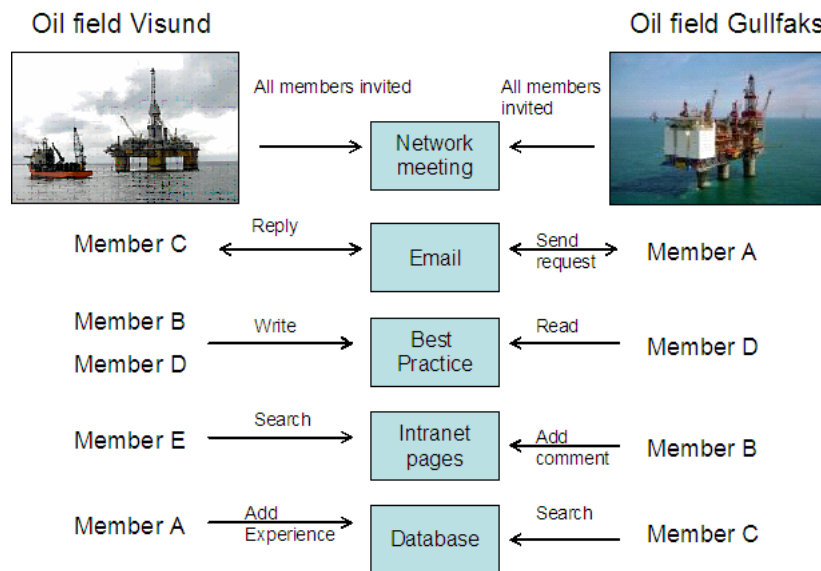 Oil field Visund
Oil field Gullfaks
All members invited
All members
invited
Network
meeting
Member C
Reply
Email
Send
request
Member A
Member B
Member D
Write
Best
Practice
Read
Member D
Member E
Search
Intranet
pages
Add
comment
Member B
Member A
Add
Experience
Database
Search
Member C